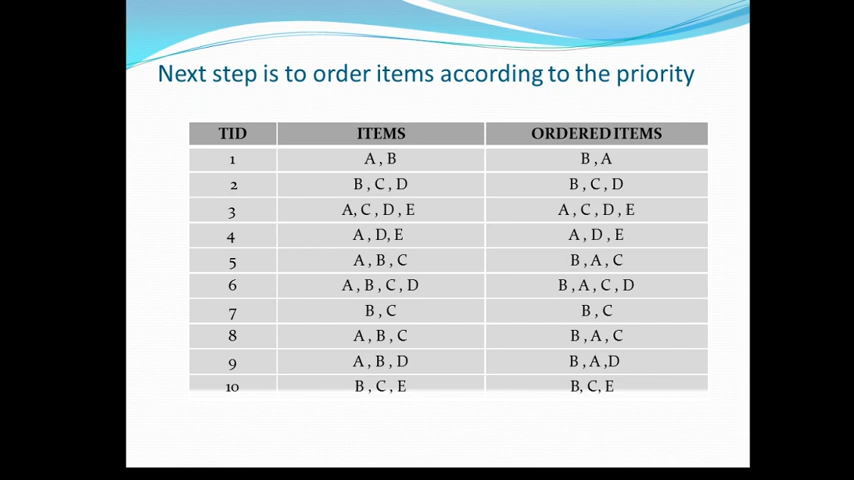 Next step is to order items according to the priority
TID ITEMS ORDERED ITEMS
1 A , B B , A
2 B , C , D B , C , D
3 A, C , D , E A , C , D , E
4 A , D, E A , D , E
5 A , B , C B , A , C
6 A , B , C , D B , A , C , D
7 B , C B , C
8 A , B , C B , A , C
9 A , B , D B , A ,D
10 B , C , E B, C, E